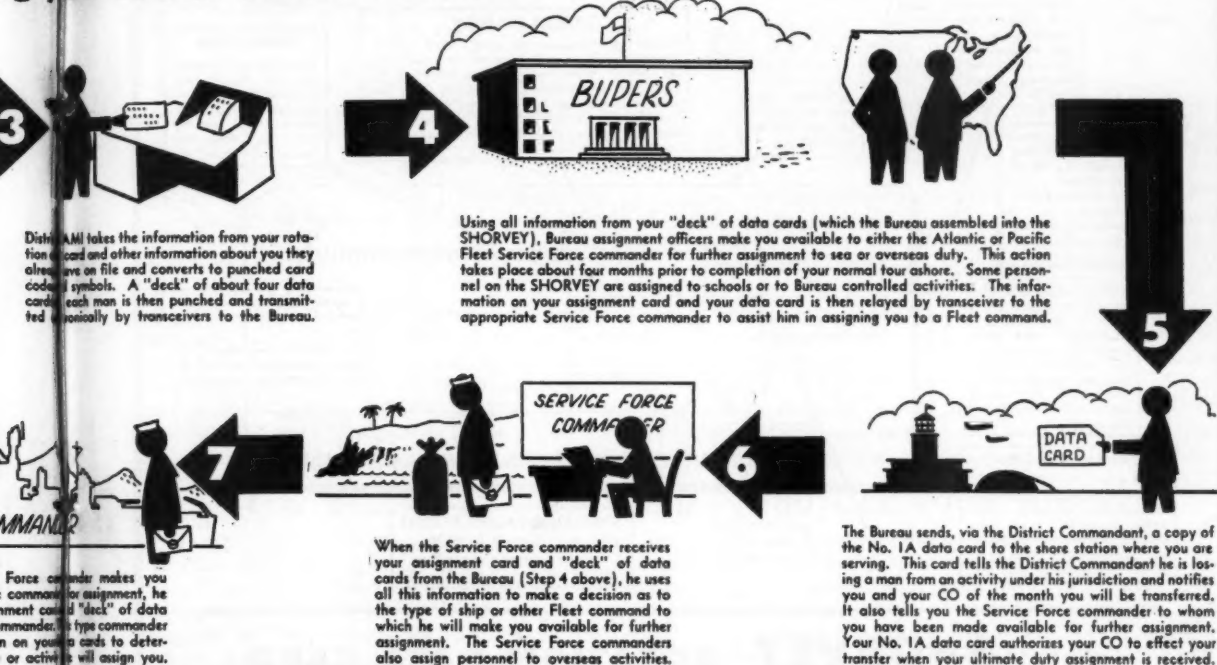 3
District AMI takes the information from your rota-
tion card and other information about you they
already have on file and converts to punched card
code symbols. A "deck" of about four data
cards each man is then punched and transmit-
ted by transceivers to the Bureau.
4
BUPERS
Using all information from your "deck" of data cards (which the Bureau assembled into the
SHORVEY), Bureau assignment officers make you available to either the Atlantic or Pacific
Fleet Service Force commander for further assignment to sea or overseas duty. This action
takes place about four months prior to completion of your normal tour ashore. Some person-
nel on the SHORVEY are assigned to schools or to Bureau controlled activities. The infor-
mation on your assignment card and your data card is then relayed by transceiver to the
appropriate Service Force commander to assist him in assigning you to a Fleet command.
5
DATA
CARD
The Bureau sends, via the District Commandant, a copy of
the No. 1A data card to the shore station where you are
serving. This card tells the District Commandant he is los-
ing a man from an activity under his jurisdiction and notifies
you and your CO of the month you will be transferred.
It also tells you the Service Force commander to whom
you have been made available for further assignment.
Your No. 1A data card authorizes your CO to effect your
transfer when your ultimate duty assignment is received.
6
SERVICE FORCE
COMMANDER
When the Service Force commander receives
your assignment card and "deck" of data
cards from the Bureau (Step 4 above), he uses
all this information to make a decision as to
the type of ship or other Fleet command to
which he will make you available for further
assignment. The Service Force commanders
also assign personnel to overseas activities.
7
Force makes you
for assignment, he
"deck" of data
type commander
on your cards to deter-
or will assign you.